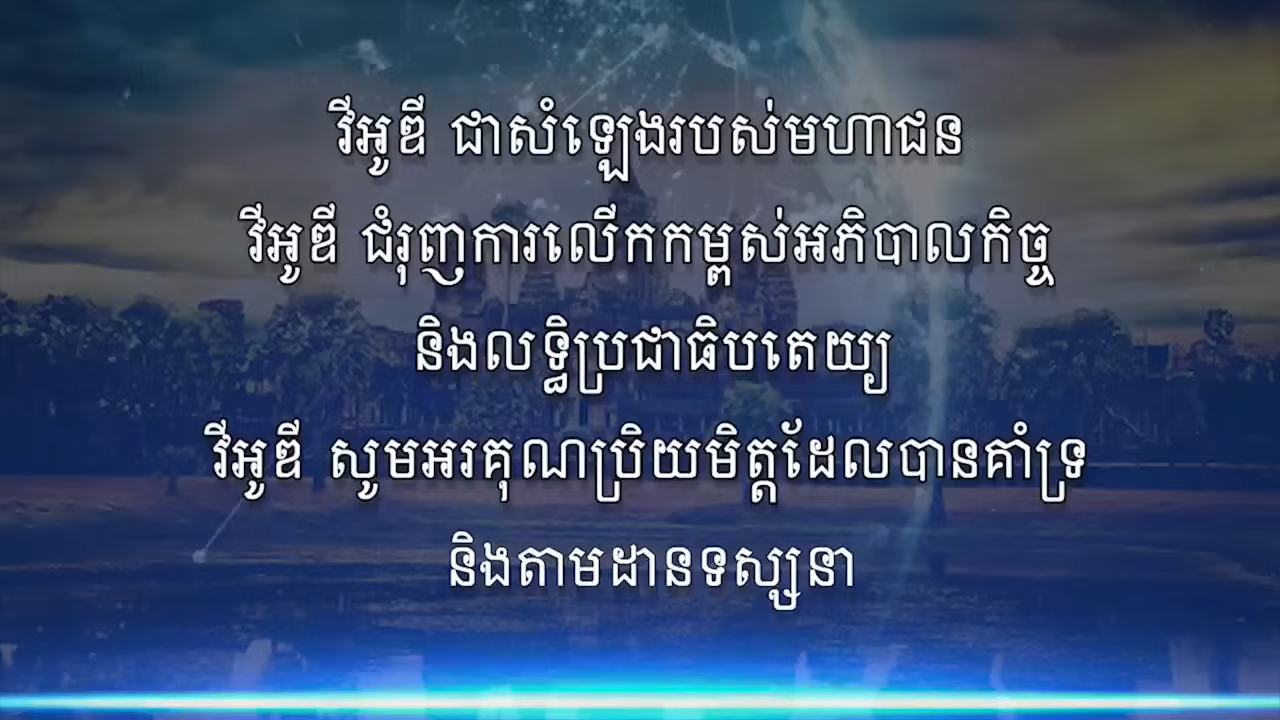 វីអូឌី ជាសំឡេងរបស់មហាជន
វីអូឌី ជំរុញការលើកកម្ពស់អភិបាលកិច្ច
និងលទ្ធិប្រជាធិបតេយ្យ
វីអូឌី សូមអរគុណប្រិយមិត្តដែលបានគាំទ្រ
និងតាមដានទស្សនា